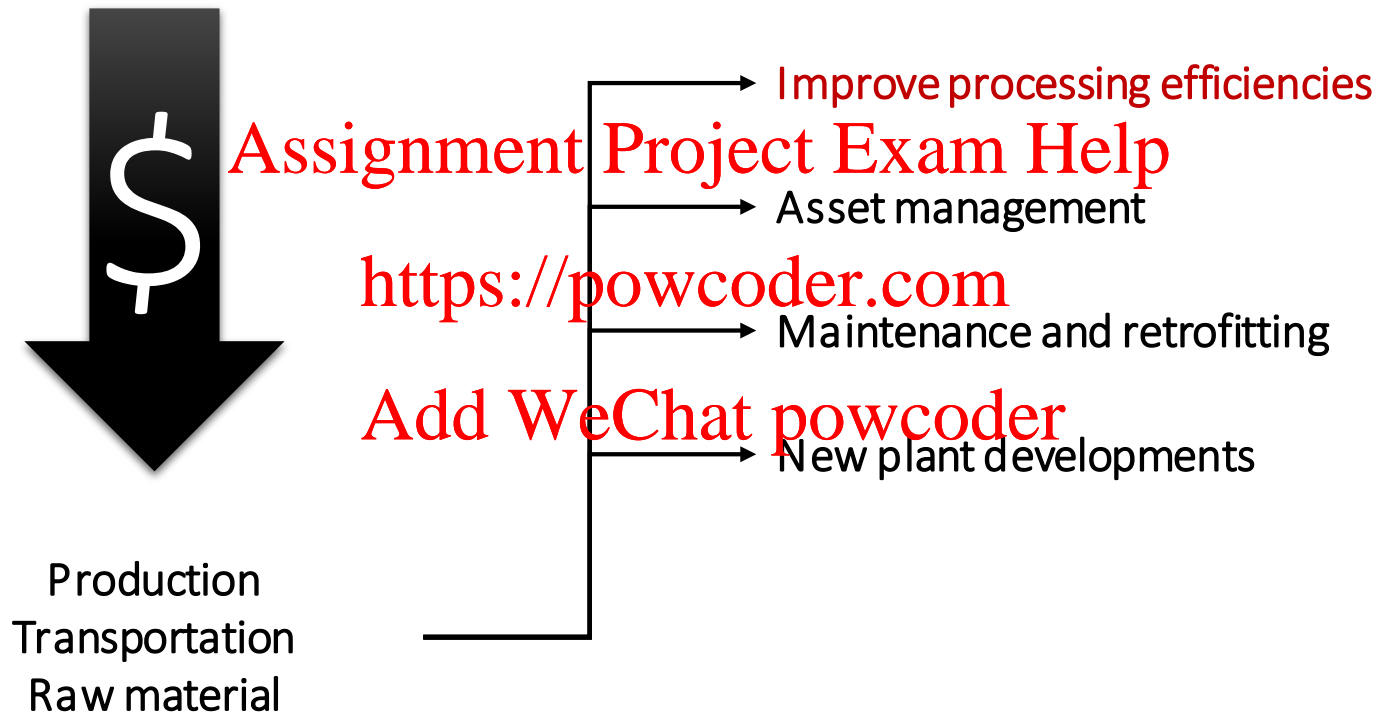 $
Improve processing efficiencies
Assignment Project Exam Help
Asset management
https://powcoder.com
Maintenance and retrofitting
Add WeChat powcoder
New plant developments
Production
Transportation
Raw material